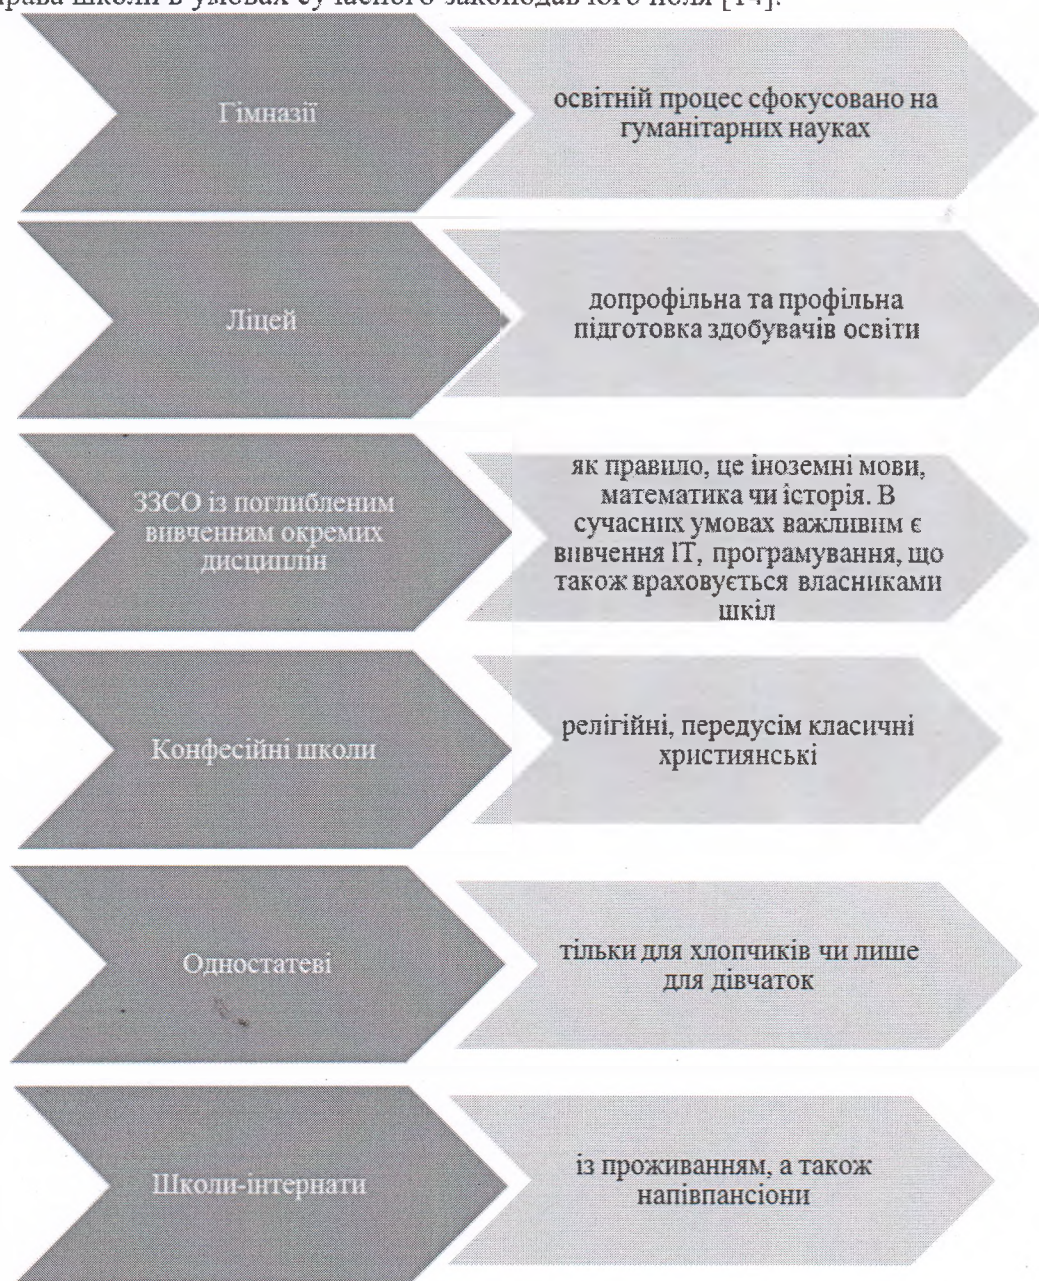 права школи в умовах сучасного законодавчого поля [14].
Гімназії
освітній процес сфокусовано на
гуманітарних науках
Ліцей
допрофільна та профільна
підготовка здобувачів освіти
ЗЗСО із поглибленим
вивченням окремих
дисциплін
як правило, це іноземні мови,
математика чи історія. В
сучасних умовах важливим є
вивчення ІТ, програмування, що
також враховується власниками
шкіл
Конфесійні школи
релігійні, передусім класичні
християнські
Одностатеві
тільки для хлопчиків чи лише
для дівчаток
Школи-інтернати
із проживанням, а також
напівпансіони